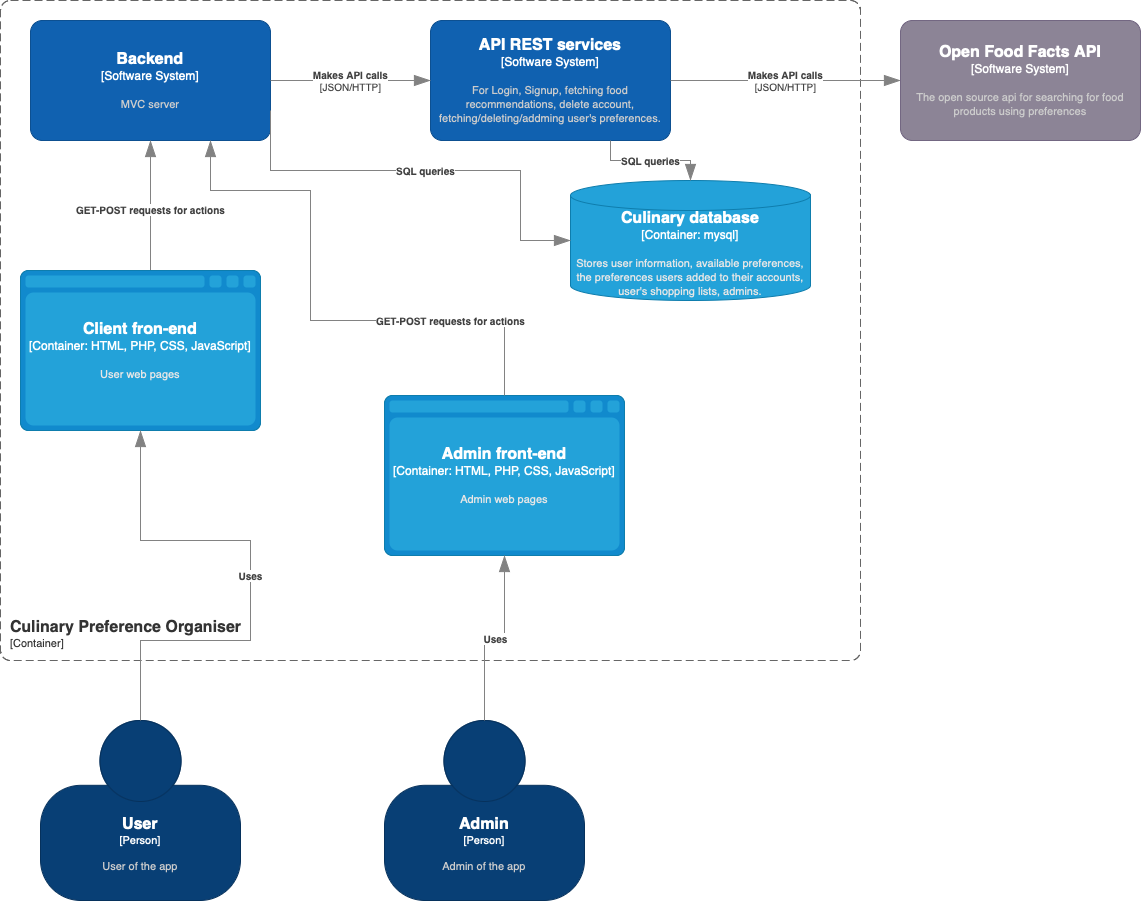 Backend
[Software System]
MVC server
Makes API calls
[JSON/HTTP]
API REST services
[Software System]
For Login, Signup, fetching food
recommendations, delete account,
fetching/deleting/addming user's preferences.
Makes API calls
[JSON/HTTP]
Open Food Facts API
[Software System]
The open source api for searching for food
products using preferences
SQL queries
SQL queries
GET-POST requests for actions
Culinary database
[Container: mysql]
Stores user information, available preferences,
the preferences users added to their accounts,
user's shopping lists, admins.
Client fron-end
[Container: HTML, PHP, CSS, JavaScript]
User web pages
GET-POST requests for actions
Admin front-end
[Container: HTML, PHP, CSS, JavaScript]
Admin web pages
Uses
Culinary Preference Organiser
[Container]
Uses
User
[Person]
User of the app
Admin
[Person]
Admin of the app